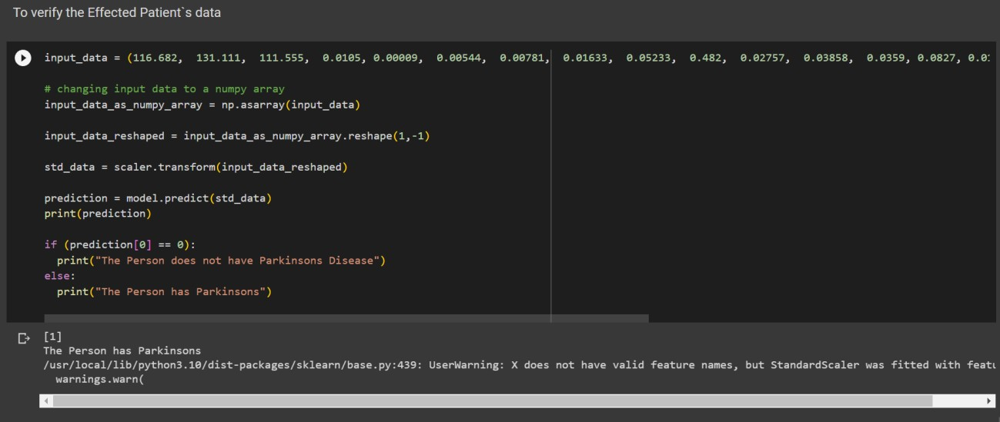 To verify the Effected Patient`s data
input_data = (116.682,  131.111,  111.555,  0.0105, 0.00009,  0.00544,  0.00781,  0.01633,  0.05233,  0.482,  0.02757,  0.03858,  0.0359, 0.0827,
# changing input data to a numpy array
input_data_as_numpy_array = np.asarray(input_data)
input_data_reshaped = input_data_as_numpy_array.reshape(1,-1)
std_data = scaler.transform(input_data_reshaped)
prediction = model.predict(std_data)
print(prediction)
if (prediction[0] == 0):
  print("The Person does not have Parkinsons Disease")
else:
  print("The Person has Parkinsons")
[1]
The Person has Parkinsons
/usr/local/lib/python3.10/dist-packages/sklearn/base.py:439: UserWarning: X does not have valid feature names, but StandardScaler was fitted with
  warnings.warn(